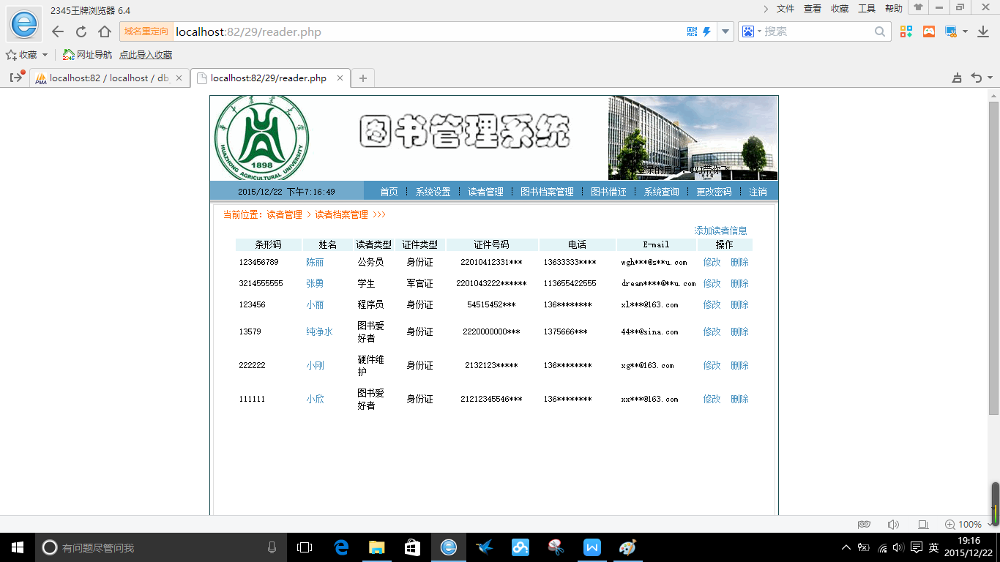 2345王牌浏览器 6.4
文件 查看 收藏 工具 帮助
域名重定向 localhost:82/29/reader.php
搜索
收藏 网址导航 点此导入收藏
localhost:82 / localhost / db_
localhost:82/29/reader.php
1898
HUAZHONG AGRICULTURAL UNIVERSITY
图书管理系统
2015/12/22 下午7:16:49
首页 系统设置 读者管理 图书档案管理 图书借还 系统查询 更改密码 注销
当前位置：读者管理 > 读者档案管理 >>>
添加读者信息
条形码 姓名 读者类型 证件类型 证件号码 电话 E-mail 操作
123456789 陈丽 公务员 身份证 22010412331*** 13633333**** wgh***@s**u.com 修改 删除
3214555555 张勇 学生 军官证 2201043222****** 113655422555 dream****@**u.com 修改 删除
123456 小丽 程序员 身份证 54515452*** 136******** xl***@163.com 修改 删除
13579 纯净水 图书爱好者 身份证 2220000000*** 1375666*** 44**@sina.com 修改 删除
222222 小刚 硬件维护 身份证 2132123***** 136******** xg**@163.com 修改 删除
111111 小欣 图书爱好者 身份证 21212345546*** 136******** xx***@163.com 修改 删除
100%
有问题尽管问我
英
19:16
2015/12/22